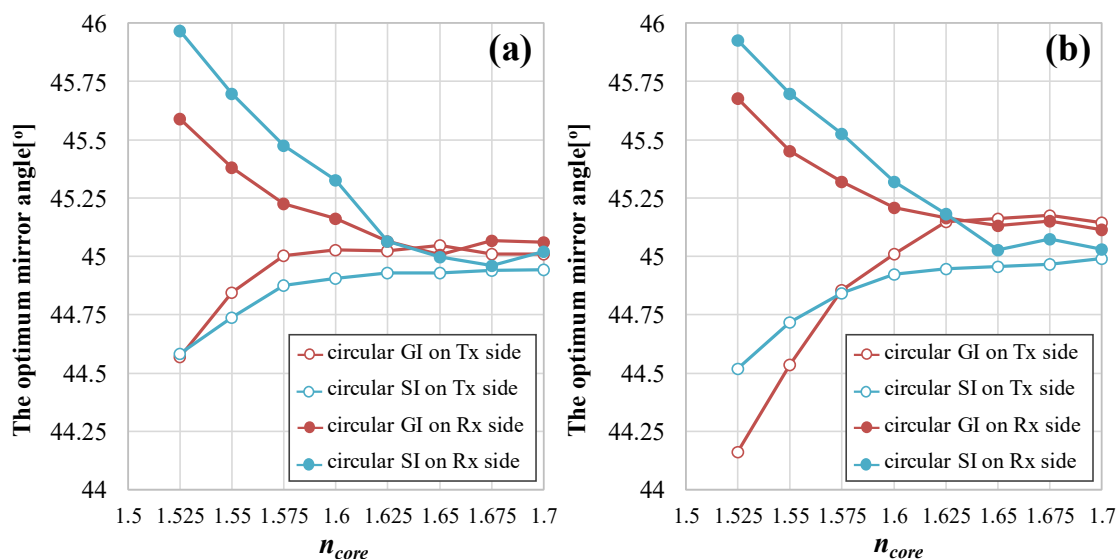 (a)
The optimum mirror angle[°]
46
45.75
45.5
45.25
45
44.75
44.5
44.25
44
circular GI on Tx side
circular SI on Tx side
circular GI on Rx side
circular SI on Rx side
1.5 1.525 1.55 1.575 1.6 1.625 1.65 1.675 1.7
n_core
(b)
The optimum mirror angle[°]
46
45.75
45.5
45.25
45
44.75
44.5
44.25
44
circular GI on Tx side
circular SI on Tx side
circular GI on Rx side
circular SI on Rx side
1.5 1.525 1.55 1.575 1.6 1.625 1.65 1.675 1.7
n_core